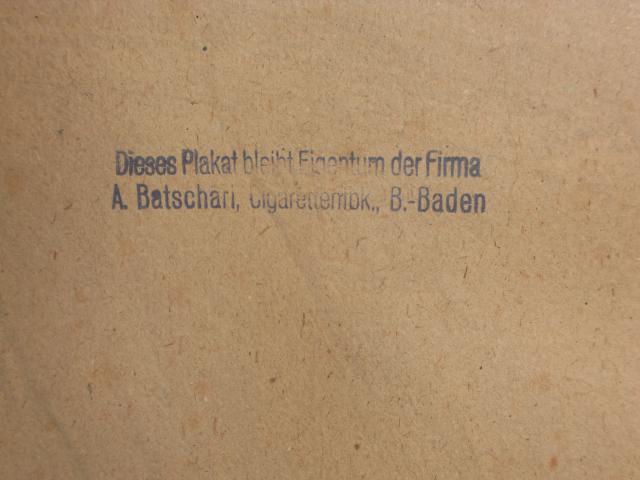 Dieses Plakat bleibt Eigentum der Firma
A. Batschari, Cigarettenfbk., B.-Baden